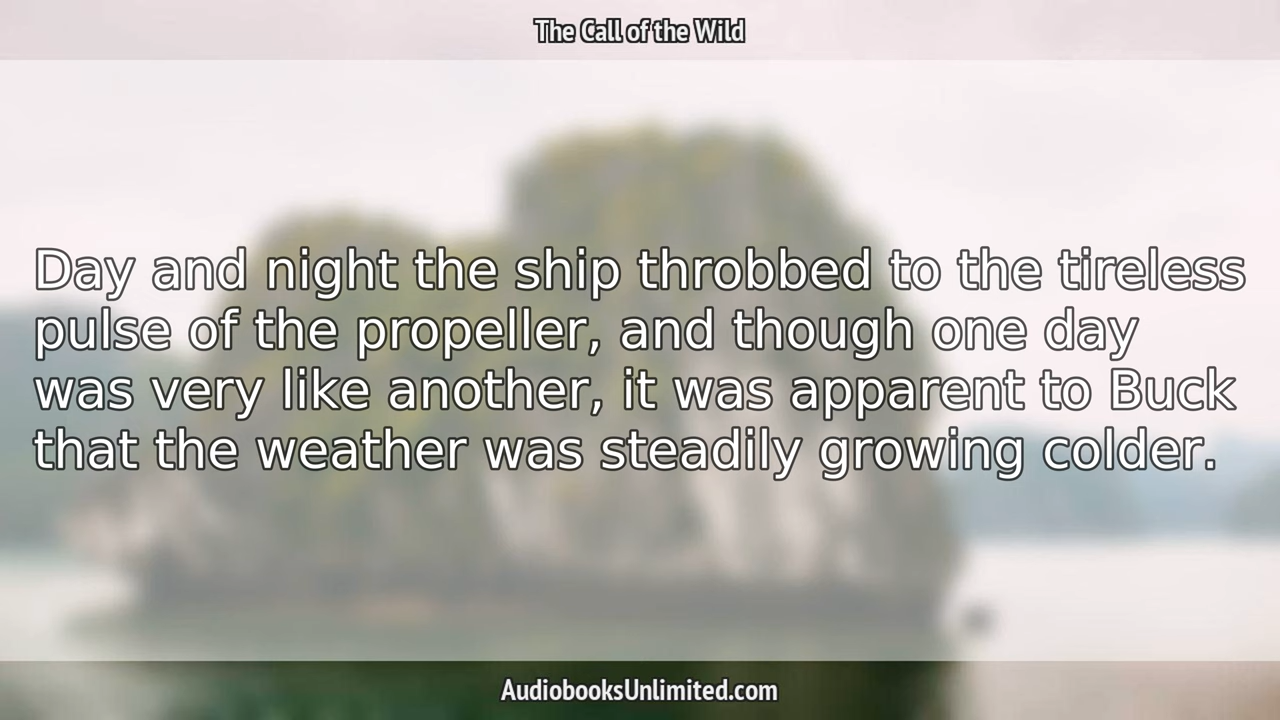 The Call of the Wild
Day and night the ship throbbed to the tireless
pulse of the propeller, and though one day
was very like another, it was apparent to Buck
that the weather was steadily growing colder.
AudiobooksUnlimited.com